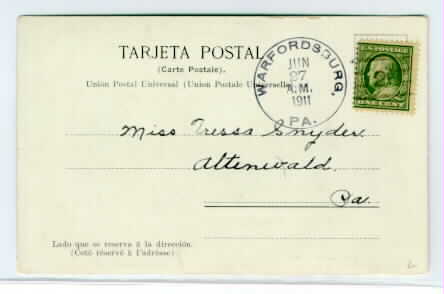 TARJETA POSTAL
(Carte Postale).
Union Postal Universal (Union Postale Universelle)
WARFORDSBURG,
JUN
27
A.M.
1911
PA.
U.S. POSTAGE
ONE CENT
Miss Tressa Snyder.
Altenwald.
Pa.
Lado que se reserva á la dirección.
(Coté réservé à l'adresse)